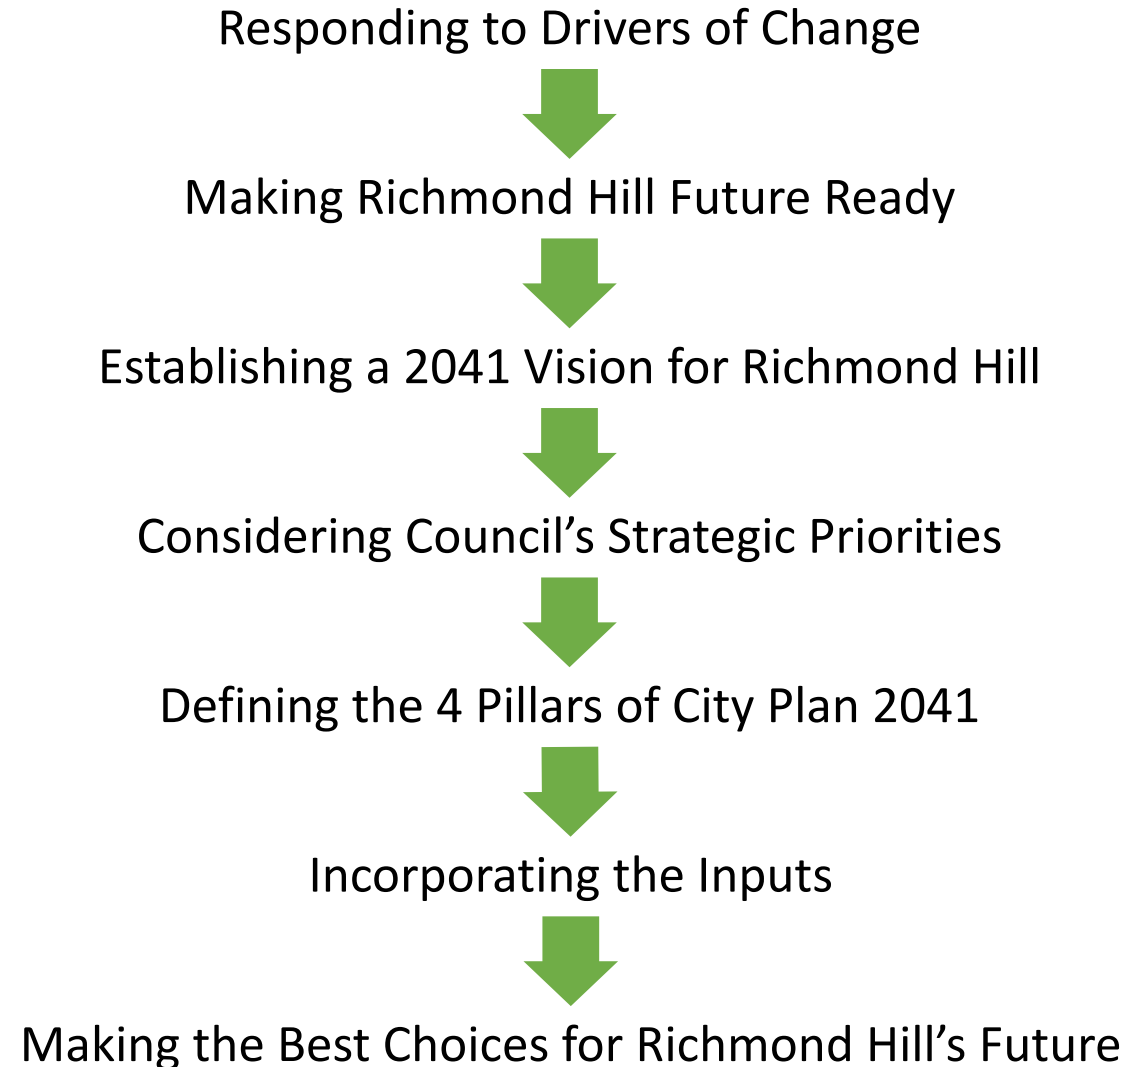 Responding to Drivers of Change
Making Richmond Hill Future Ready
Establishing a 2041 Vision for Richmond Hill
Considering Council’s Strategic Priorities
Defining the 4 Pillars of City Plan 2041
Incorporating the Inputs
Making the Best Choices for Richmond Hill’s Future